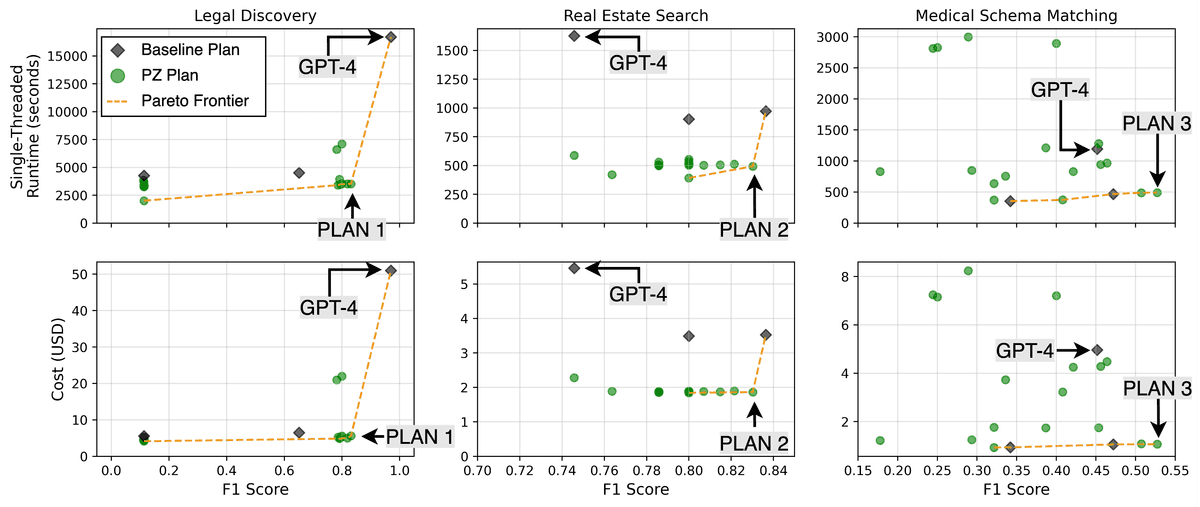 Legal Discovery
Real Estate Search
Medical Schema Matching
Single-Threaded
Runtime (seconds)
15000
12500
10000
7500
5000
2500
0
Baseline Plan
PZ Plan
Pareto Frontier
GPT-4
PLAN 1
1500
1250
1000
750
500
250
0
GPT-4
PLAN 2
3000
2500
2000
1500
1000
500
0
GPT-4
PLAN 3
Cost (USD)
50
40
30
20
10
0
GPT-4
PLAN 1
0.0 0.2 0.4 0.6 0.8 1.0
F1 Score
5
4
3
2
1
0
GPT-4
PLAN 2
0.70 0.72 0.74 0.76 0.78 0.80 0.82 0.84
F1 Score
8
6
4
2
GPT-4
PLAN 3
0.15 0.20 0.25 0.30 0.35 0.40 0.45 0.50 0.55
F1 Score